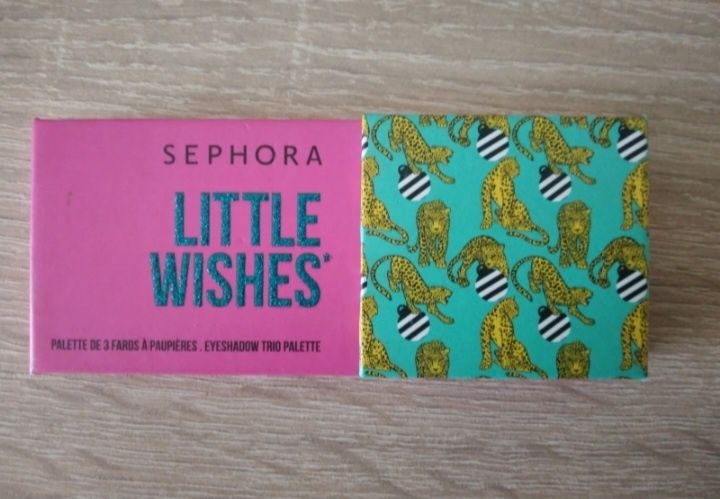 SEPHORA
LITTLE
WISHES*
PALETTE DE 3 FARDS À PAUPIÈRES . EYESHADOW TRIO PALETTE